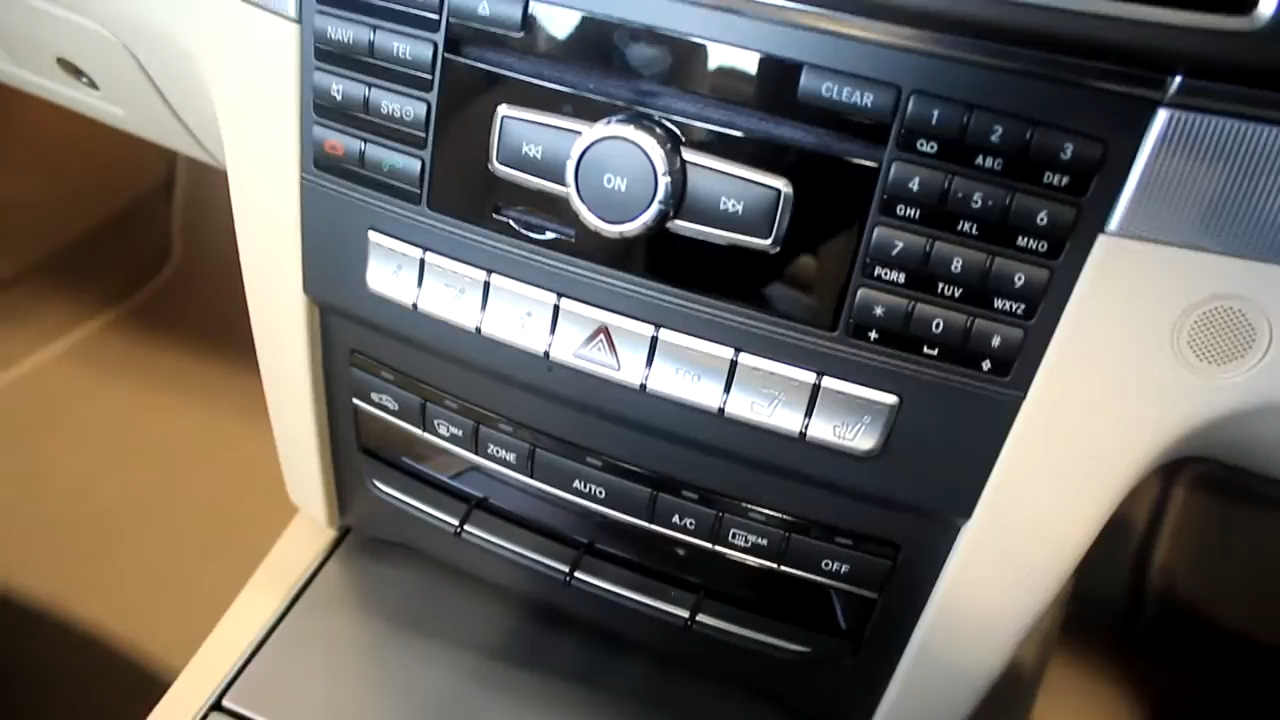 NAVI TEL
SYS
CLEAR
ON
1 2 ABC 3 DEF
4 GHI 5 JKL 6 MNO
7 PQRS 8 TUV 9 WXYZ
* + 0 #
ECO
MAX ZONE AUTO A/C REAR OFF